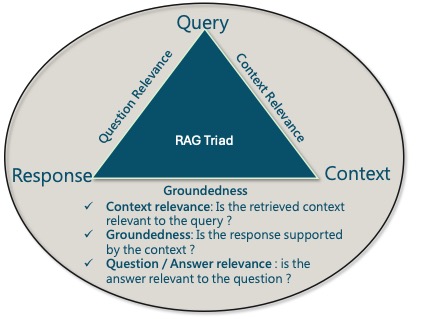 Query
Question Relevance
Context Relevance
RAG Triad
Response
Context
Groundedness
✓ Context relevance: Is the retrieved context
relevant to the query ?
✓ Groundedness: Is the response supported
by the context ?
✓ Question / Answer relevance : is the
answer relevant to the question ?